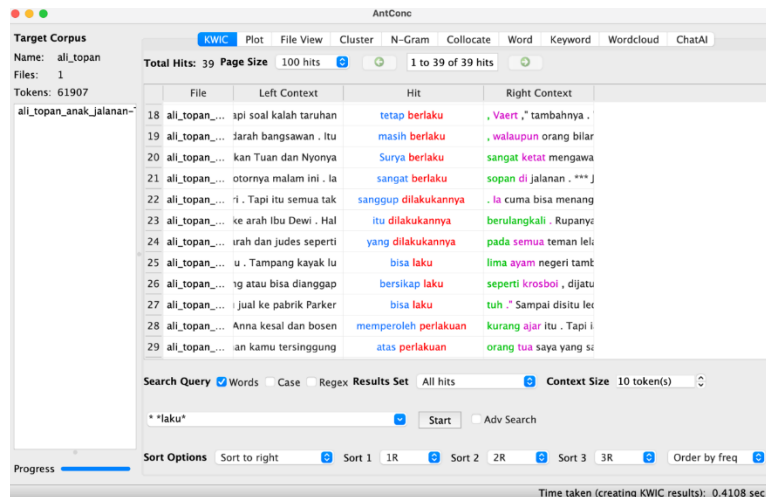 AntConc
Target Corpus
Name: ali_topan
Files: 1
Tokens: 61907
ali_topan_anak_jalanan-
Progress
KWIC Plot File View Cluster N-Gram Collocate Word Keyword Wordcloud ChatAI
Total Hits: 39 Page Size 100 hits 1 to 39 of 39 hits
File Left Context Hit Right Context
18 ali_topan_... api soal kalah taruhan tetap berlaku , Vaert ," tambahnya .
19 ali_topan_... darah bangsawan . Itu masih berlaku , walaupun orang bilar
20 ali_topan_... kan Tuan dan Nyonya Surya berlaku sangat ketat mengawa
21 ali_topan_... otornya malam ini . Ia sangat berlaku sopan di jalanan . ***
22 ali_topan_... ri . Tapi itu semua tak sanggup dilakukannya . Ia cuma bisa menang
23 ali_topan_... ke arah Ibu Dewi . Hal itu dilakukannya berulangkali . Rupanya
24 ali_topan_... arah dan judes seperti yang dilakukannya pada semua teman lela
25 ali_topan_... u . Tampang kayak lu bisa laku lima ayam negeri tamb
26 ali_topan_... ng atau bisa dianggap bersikap laku seperti krosboi , dijatu
27 ali_topan_... jual ke pabrik Parker bisa laku tuh ." Sampai disitu led
28 ali_topan_... Anna kesal dan bosen memperoleh perlakuan kurang ajar itu . Tapi i
29 ali_topan_... an kamu tersinggung atas perlakuan orang tua saya yang sa
Search Query Words Case Regex Results Set All hits Context Size 10 token(s)
* *laku* Start Adv Search
Sort Options Sort to right Sort 1 1R Sort 2 2R Sort 3 3R Order by freq
Time taken (creating KWIC results): 0.4108 sec